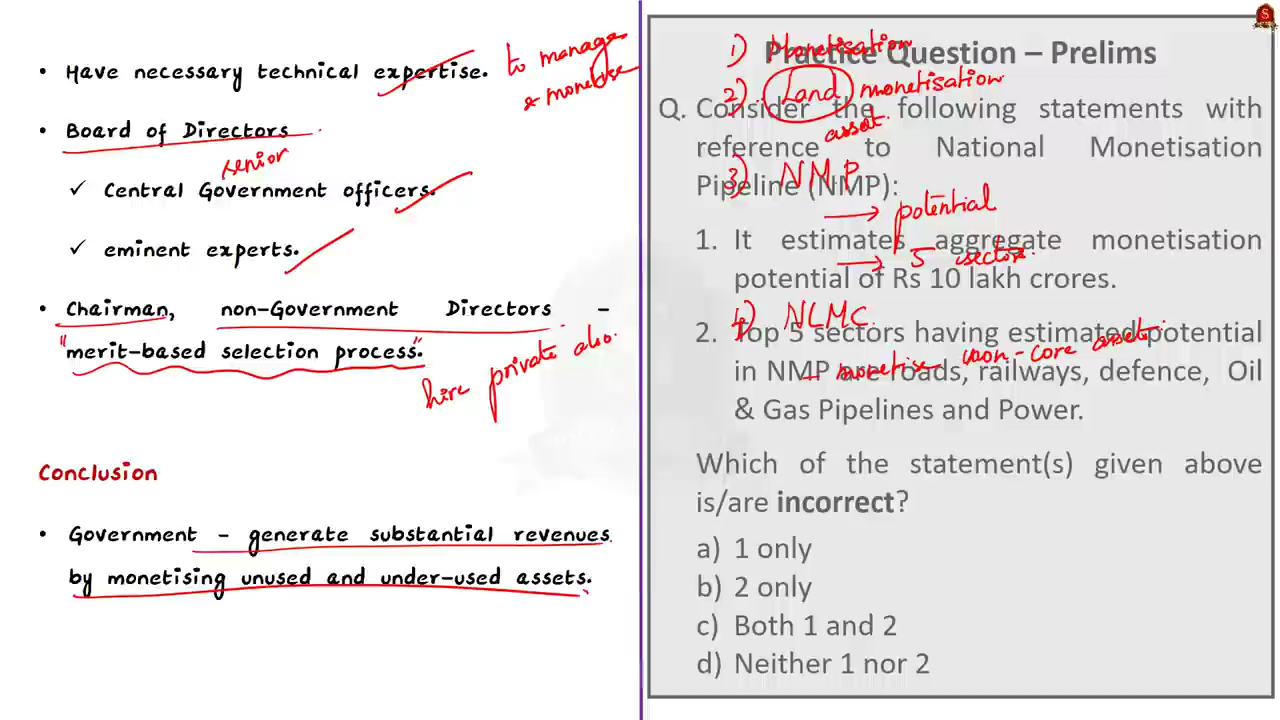 • Have necessary technical expertise. to manage
& monetise
• Board of Directors
senior
✓ Central Government officers.
✓ eminent experts.
• Chairman, non-Government Directors –
"merit-based selection process".
hire private also.
Conclusion
• Government – generate substantial revenues
by monetising unused and under-used assets.
Practice Question – Prelims
Q. Consider the following statements with
reference to National Monetisation
Pipeline (NMP):
1. It estimates aggregate monetisation
potential of Rs 10 lakh crores.
2. Top 5 sectors having estimated potential
in NMP are roads, railways, defence, Oil
& Gas Pipelines and Power.
Which of the statement(s) given above
is/are incorrect?
a) 1 only
b) 2 only
c) Both 1 and 2
d) Neither 1 nor 2
1) Monetisation
2) Land monetisation
asset
3) NMP
→ potential
→ 5 sectors.
4) NLMC
– monetise non-core assets.